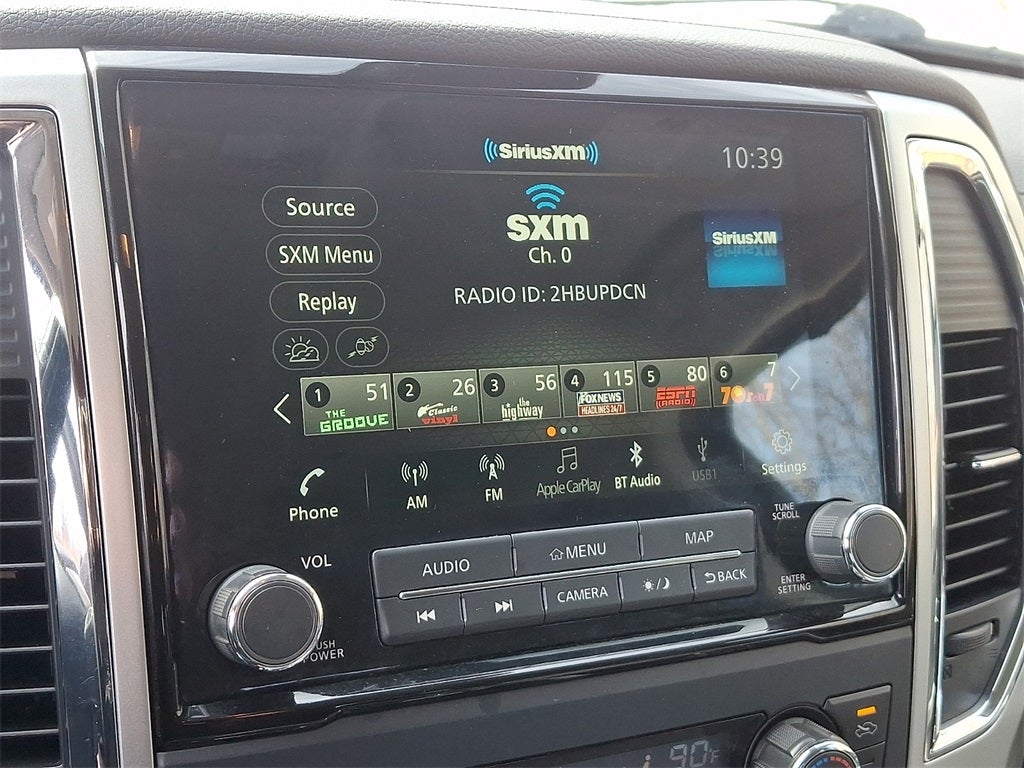 SiriusXM
10:39
Source
SXM Menu
Replay
sxm
Ch. 0
SiriusXM
RADIO ID: 2HBUPDCN
1 51
THE GROOVE
2 26
Classic vinyl
3 56
the highway
4 115
FOX NEWS
HEADLINES 24/7
5 80
ESPN
RADIO
6 7
70s on 7
Phone
AM
FM
Apple CarPlay
BT Audio
USB1
Settings
VOL
PUSH
POWER
AUDIO
MENU
MAP
CAMERA
BACK
TUNE
SCROLL
ENTER
SETTING
90°F